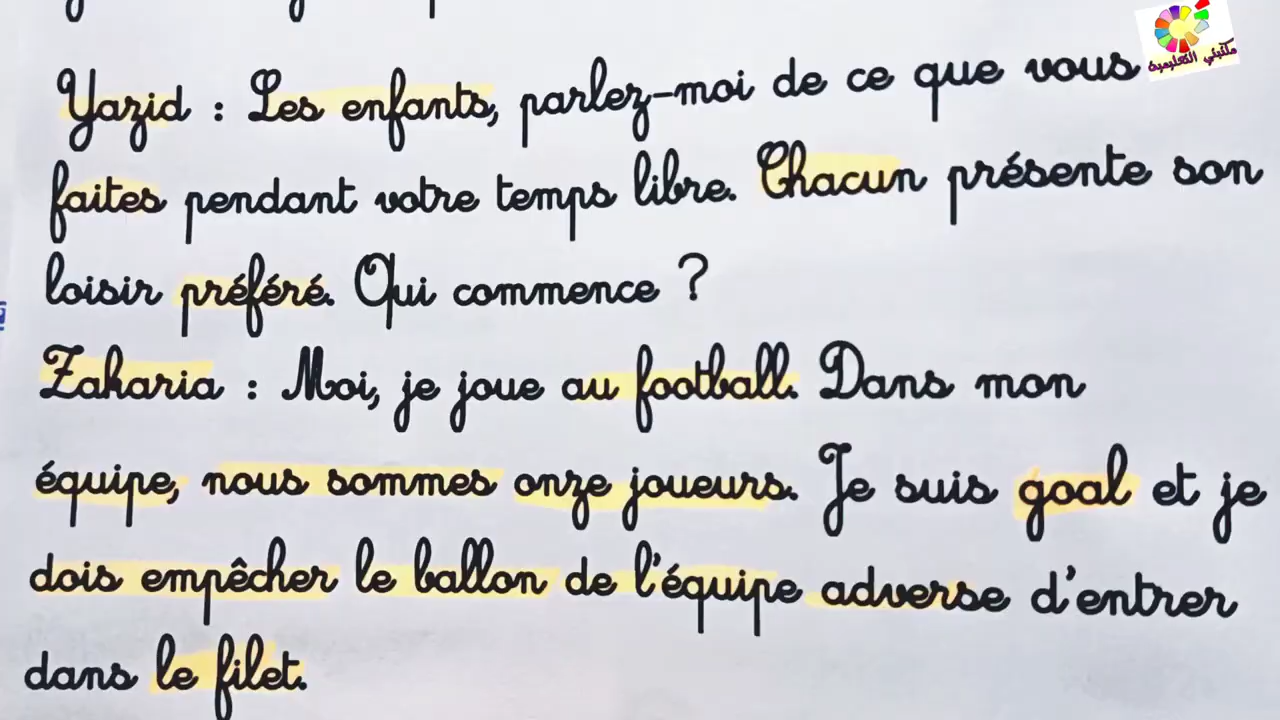 مكتبتي التعليمية
Yazid : Les enfants, parlez-moi de ce que vous
faites pendant votre temps libre. Chacun présente son
loisir préféré. Qui commence ?
Zakaria : Moi, je joue au football. Dans mon
équipe, nous sommes onze joueurs. Je suis goal et je
dois empêcher le ballon de l'équipe adverse d'entrer
dans le filet.